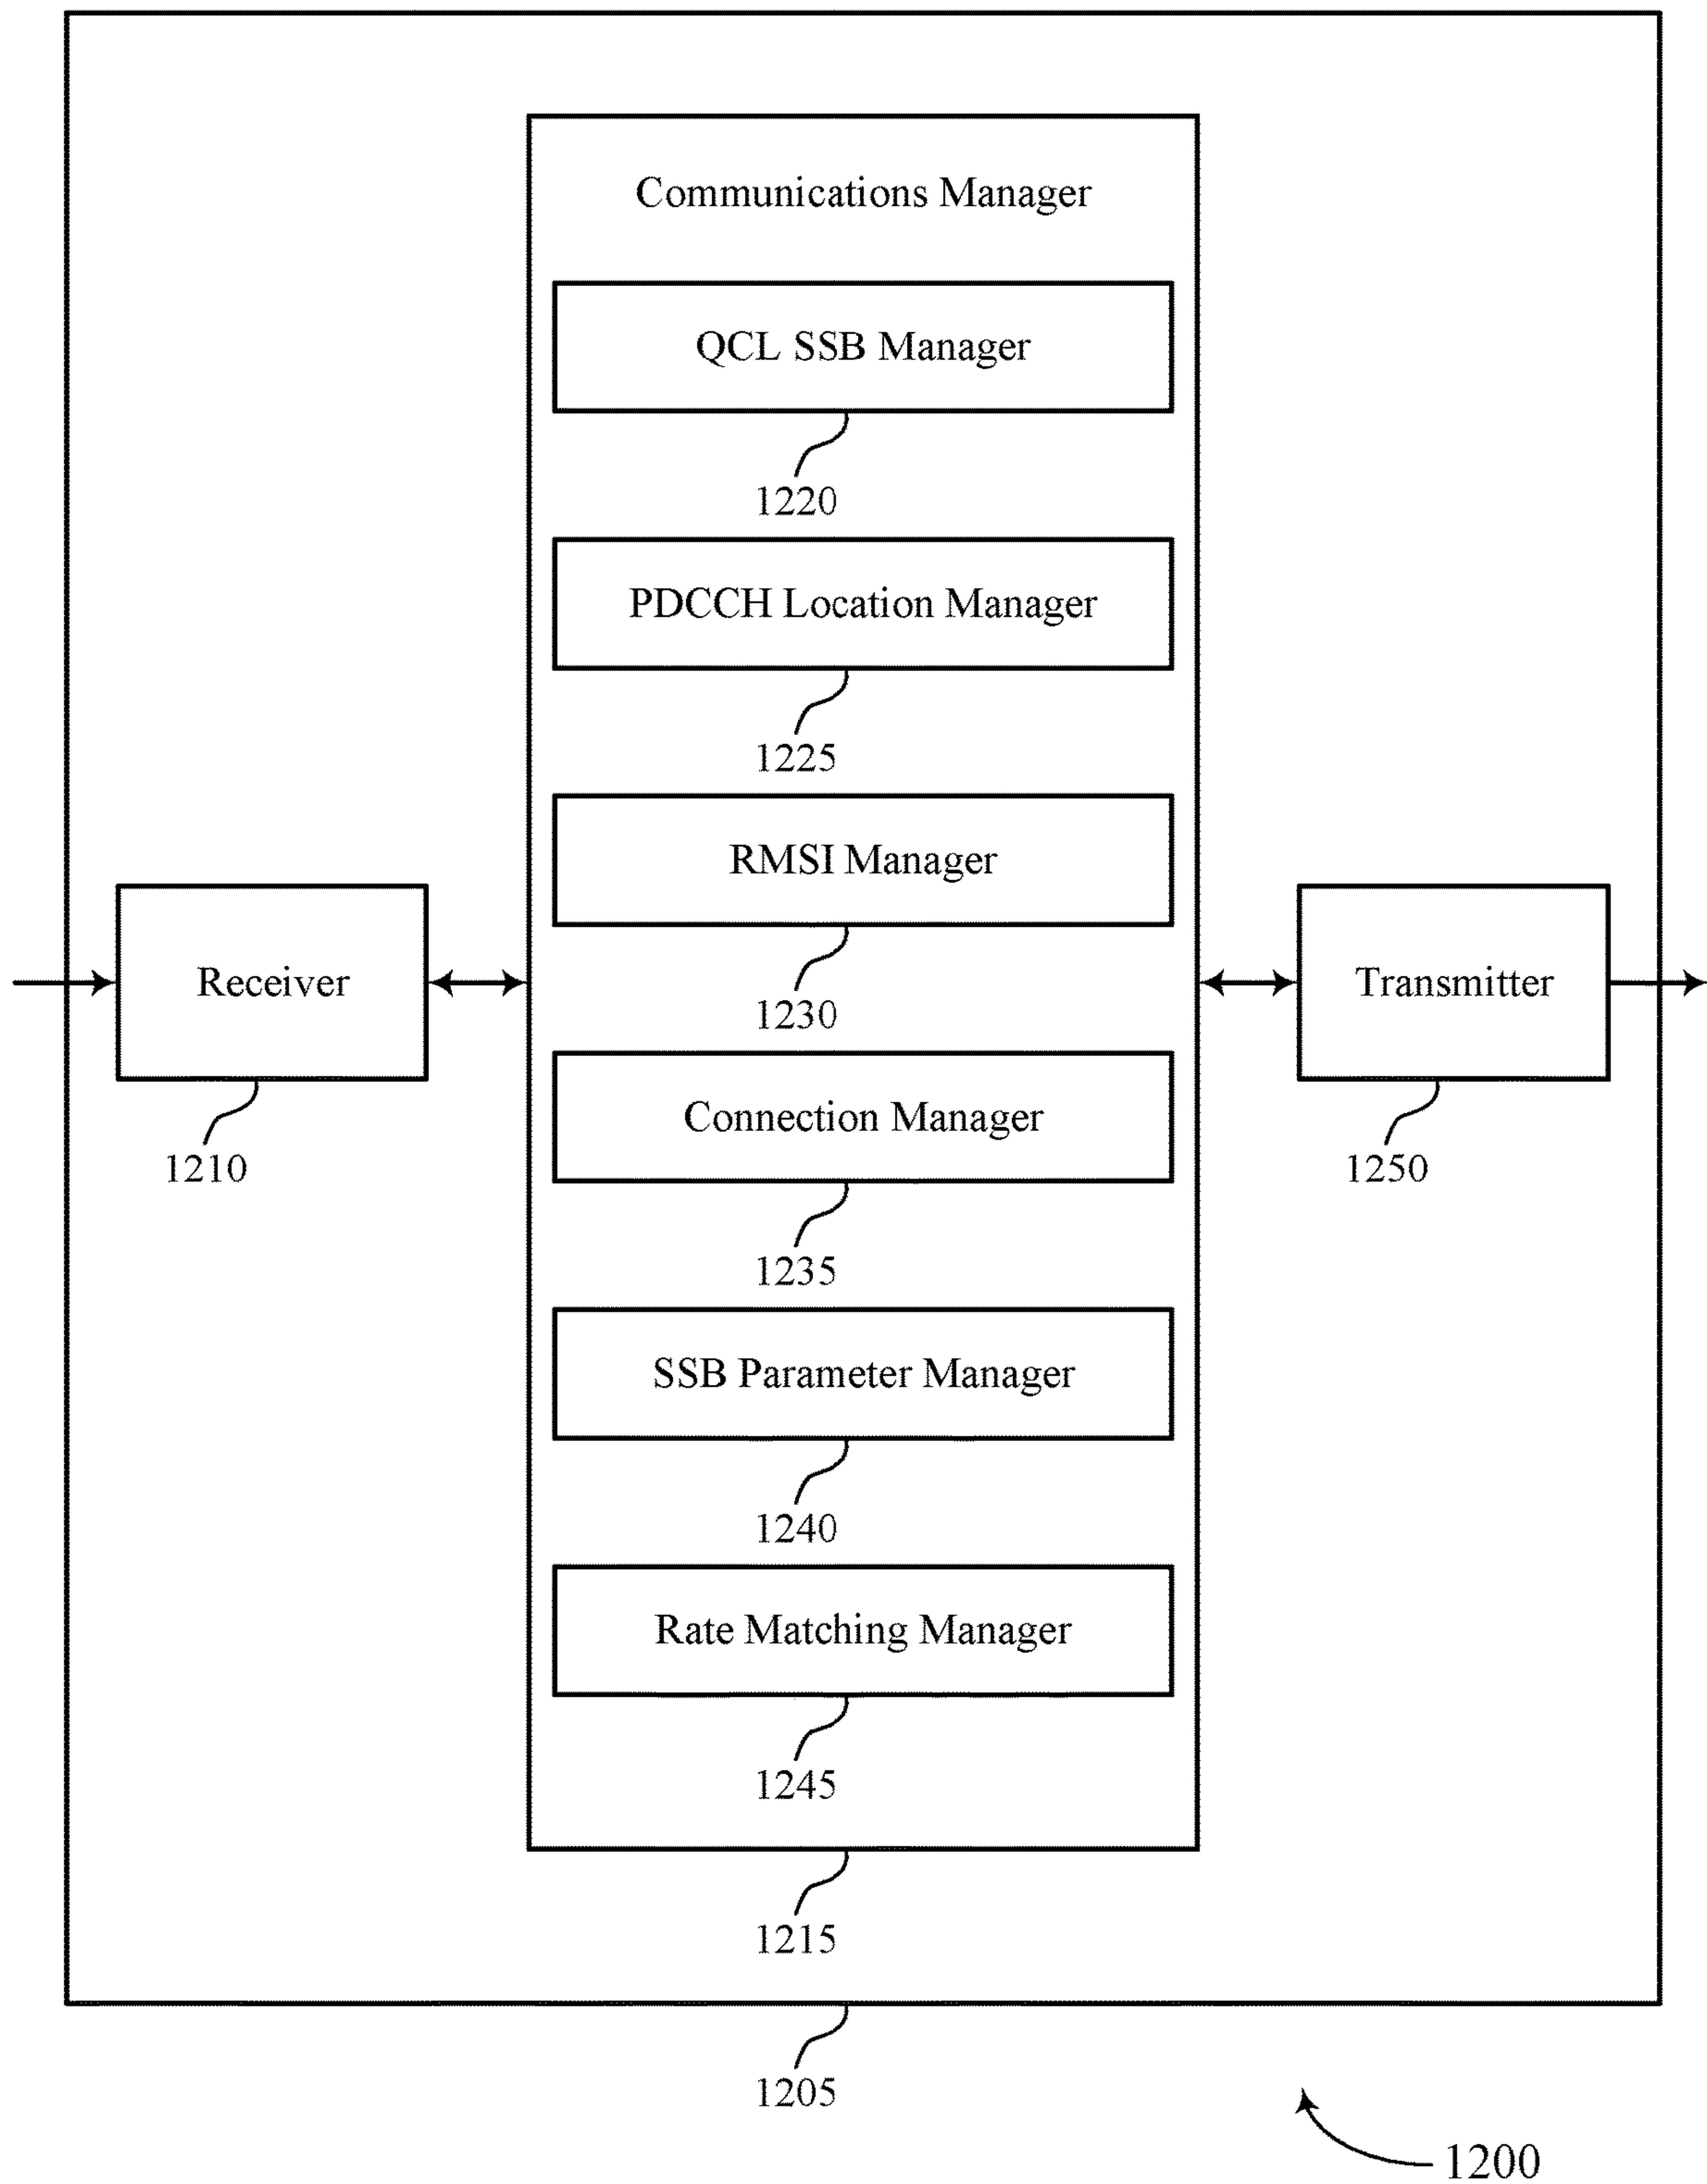 Communications Manager
QCL SSB Manager
1220
PDCCH Location Manager
1225
RMSI Manager
1230
Receiver
1210
Transmitter
1250
Connection Manager
1235
SSB Parameter Manager
1240
Rate Matching Manager
1245
1215
1205
1200